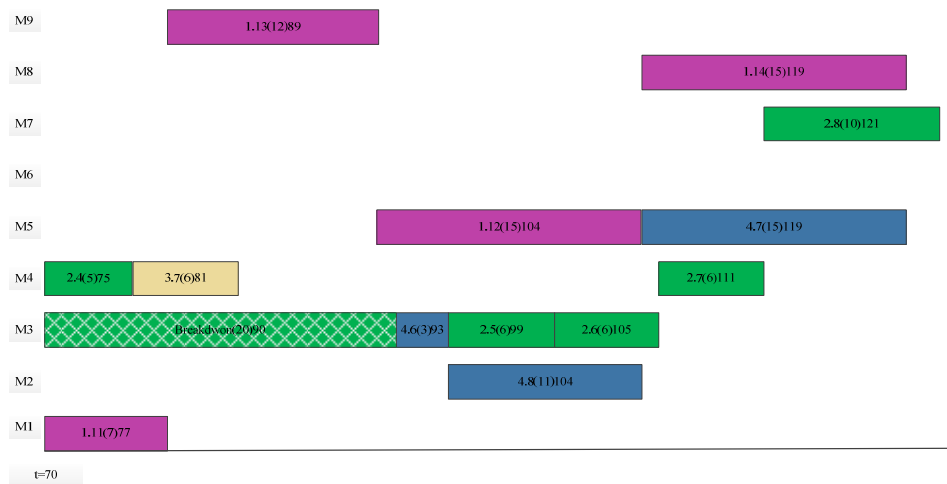 M9
1.13(12)89
M8
1.14(15)119
M7
2.8(10)121
M6
M5
1.12(15)104
4.7(15)119
M4
2.4(5)75
3.7(6)81
2.7(6)111
M3
Breakdwon(20)90
4.6(3)93
2.5(6)99
2.6(6)105
M2
4.8(11)104
M1
1.11(7)77
t=70